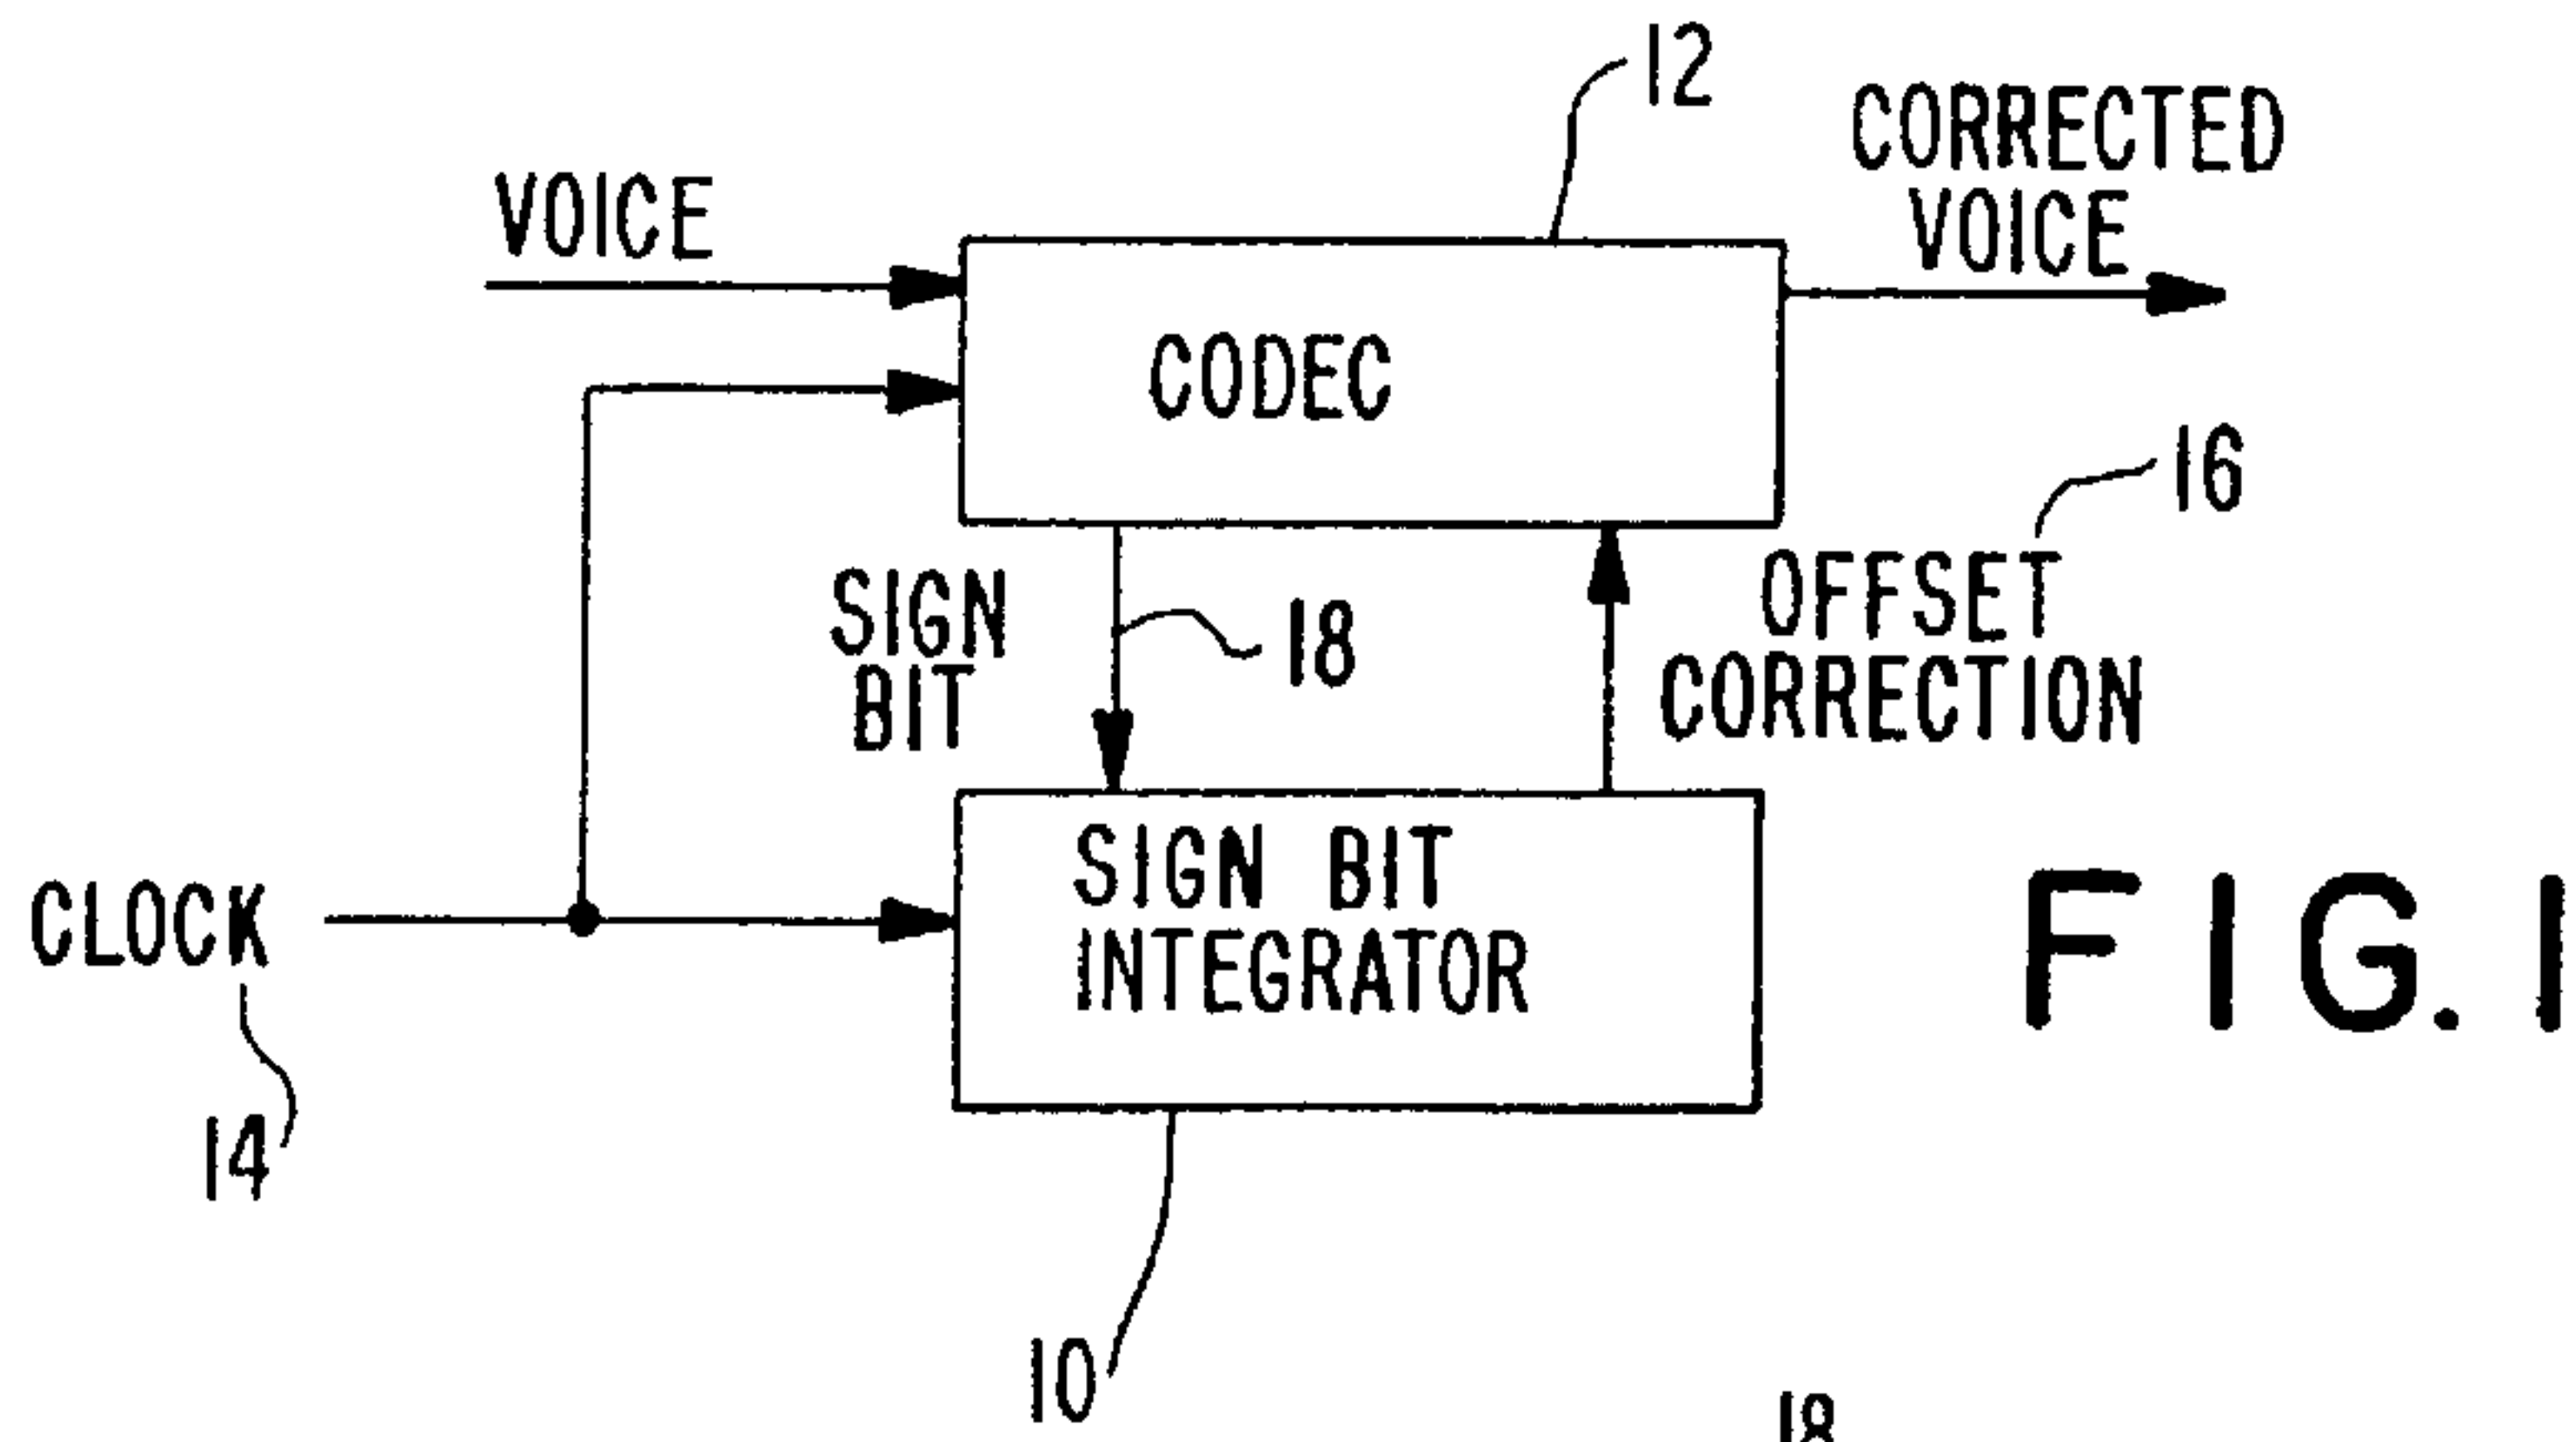 12
CORRECTED
VOICE
VOICE
CODEC
16
OFFSET
CORRECTION
SIGN
BIT
18
SIGN BIT
INTEGRATOR
CLOCK
14
10
FIG. 1
18